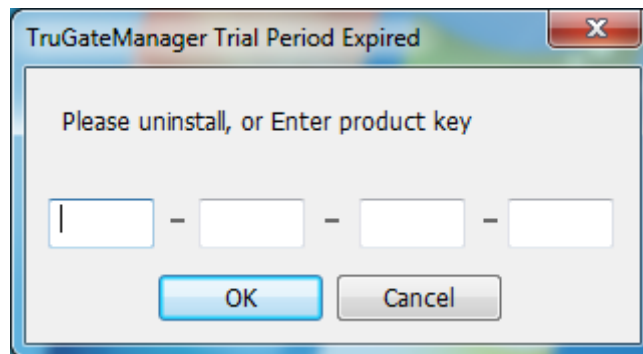 TruGateManager Trial Period Expired
Please uninstall, or Enter product key
– – –
OK Cancel